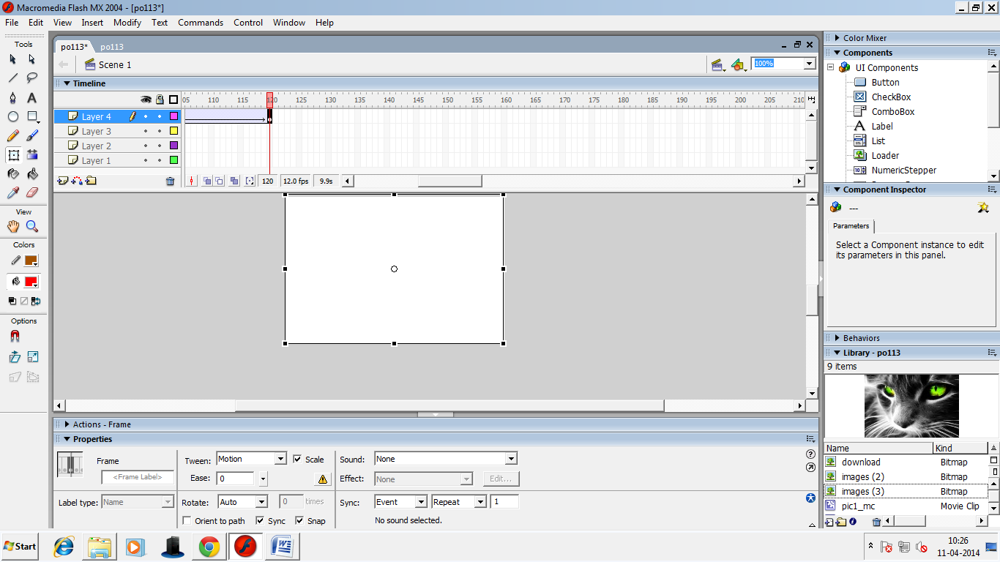 Macromedia Flash MX 2004 - [po113*]
File Edit View Insert Modify Text Commands Control Window Help
Tools
View
Colors
Options
po113* po113
Scene 1
100%
Timeline
05 110 115 120 125 130 135 140 145 150 155 160 165 170 175 180 185 190 195 200 205 210
Layer 4
Layer 3
Layer 2
Layer 1
120 12.0 fps 9.9s
Actions - Frame
Properties
Frame
<Frame Label>
Label type: Name
Tween: Motion Scale
Ease: 0
Rotate: Auto 0 times
Orient to path Sync Snap
Sound: None
Effect: None Edit...
Sync: Event Repeat 1
No sound selected.
Color Mixer
Components
UI Components
Button
CheckBox
ComboBox
Label
List
Loader
NumericStepper
Component Inspector
---
Parameters
Select a Component instance to edit
its parameters in this panel.
Behaviors
Library - po113
9 items
Name Kind
download Bitmap
images (2) Bitmap
images (3) Bitmap
pic1_mc Movie Clip
Start
10:26
11-04-2014